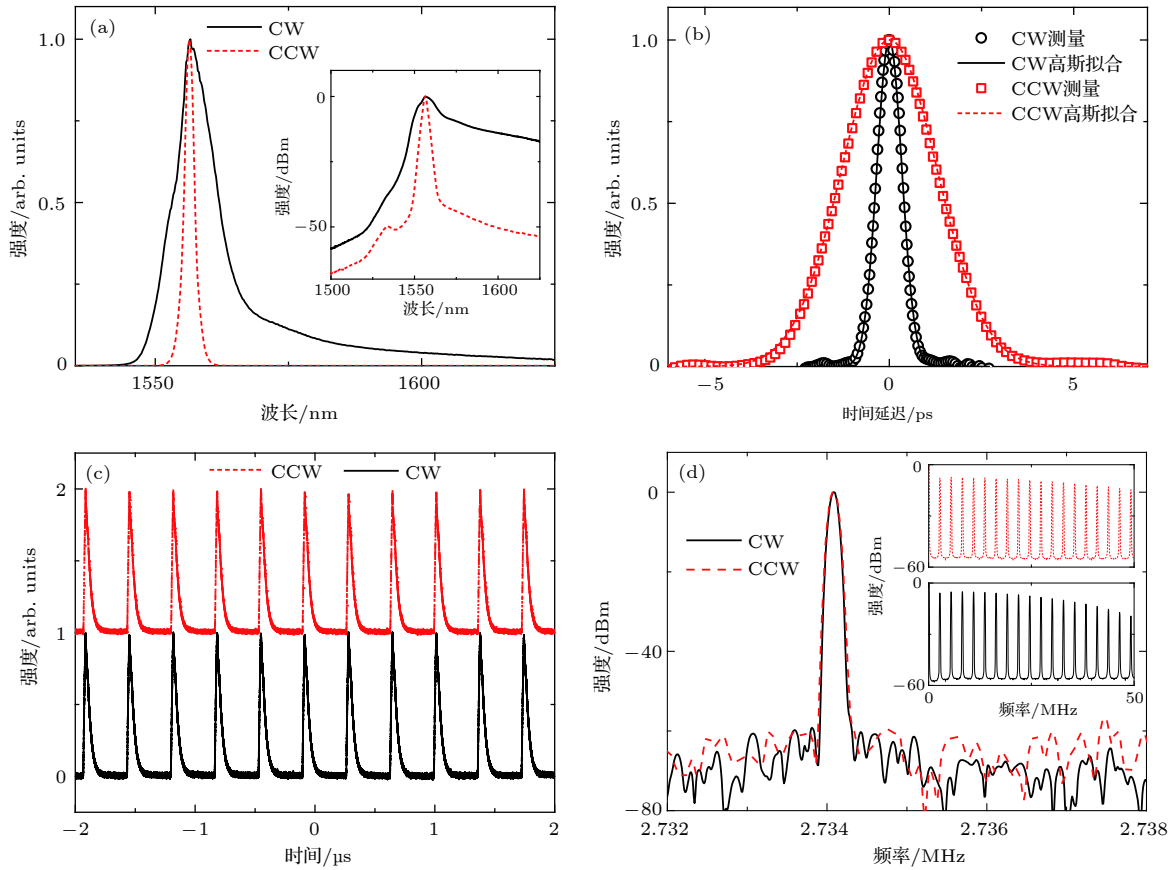 (a)
CW
CCW
强度/arb. units
1.0
0.5
0
1550
1600
波长/nm
强度/dBm
0
−50
1500
1550
1600
波长/nm
(b)
CW测量
CW高斯拟合
CCW测量
CCW高斯拟合
强度/arb. units
1.0
0.5
0
−5
0
5
时间延迟/ps
(c)
CCW
CW
强度/arb. units
2
1
0
−2
−1
0
1
2
时间/μs
(d)
CW
CCW
强度/dBm
0
−40
−80
2.732
2.734
2.736
2.738
频率/MHz
强度/dBm
0
−60
0
−60
0
50
频率/MHz